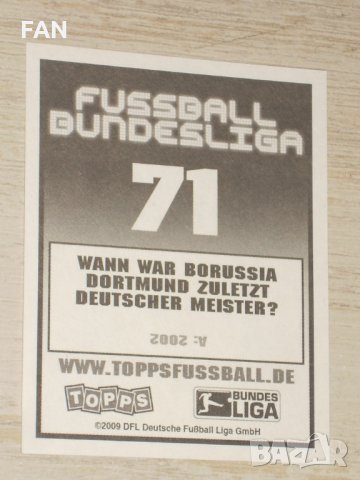 FAN
FUSSBALL
BUNDESLIGA
71
WANN WAR BORUSSIA
DORTMUND ZULETZT
DEUTSCHER MEISTER?
A: 2002
WWW.TOPPSFUSSBALL.DE
TOPPS
BUNDES
LIGA
©2009 DFL Deutsche Fußball Liga GmbH
BAZAR